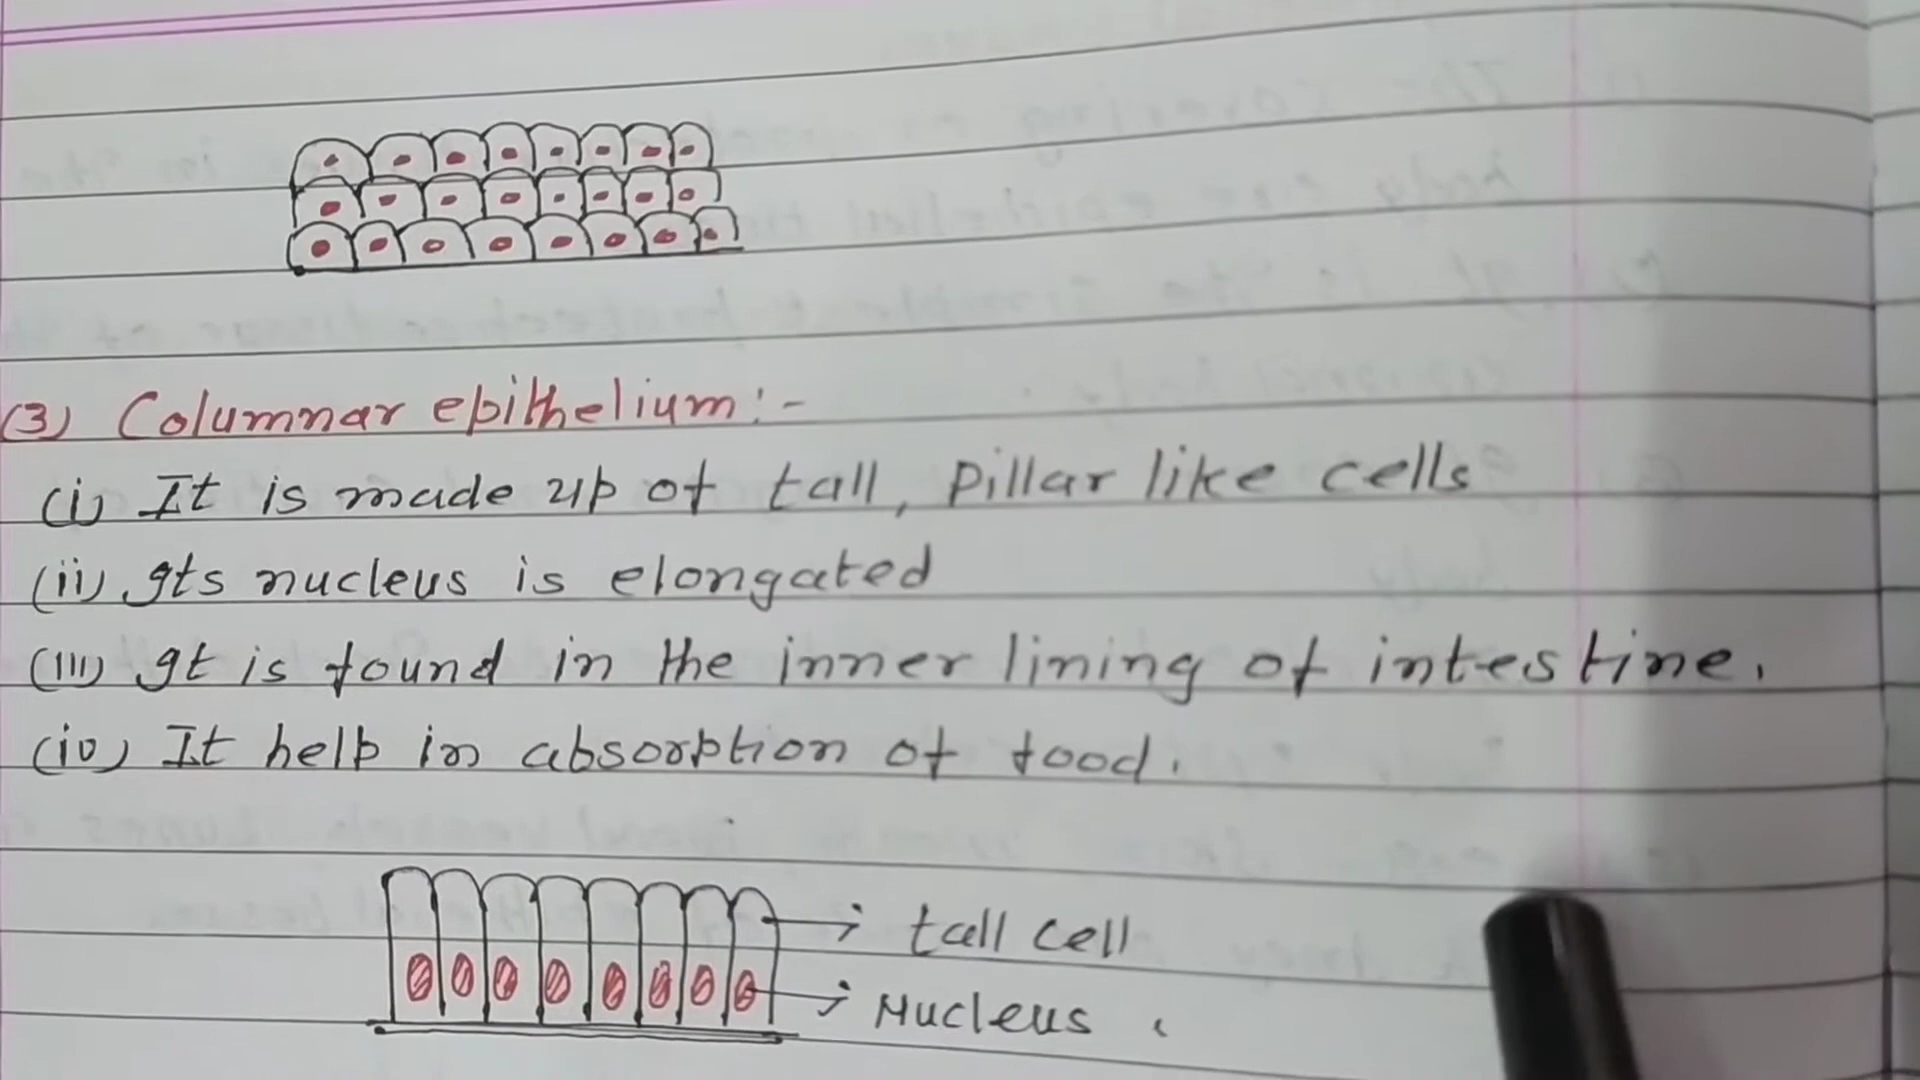 (3) Columnar epithelium:-
(i) It is made up of tall, Pillar like cells
(ii) Its nucleus is elongated
(iii) It is found in the inner lining of intestine.
(iv) It help in absorption of food.
tall cell
Nucleus